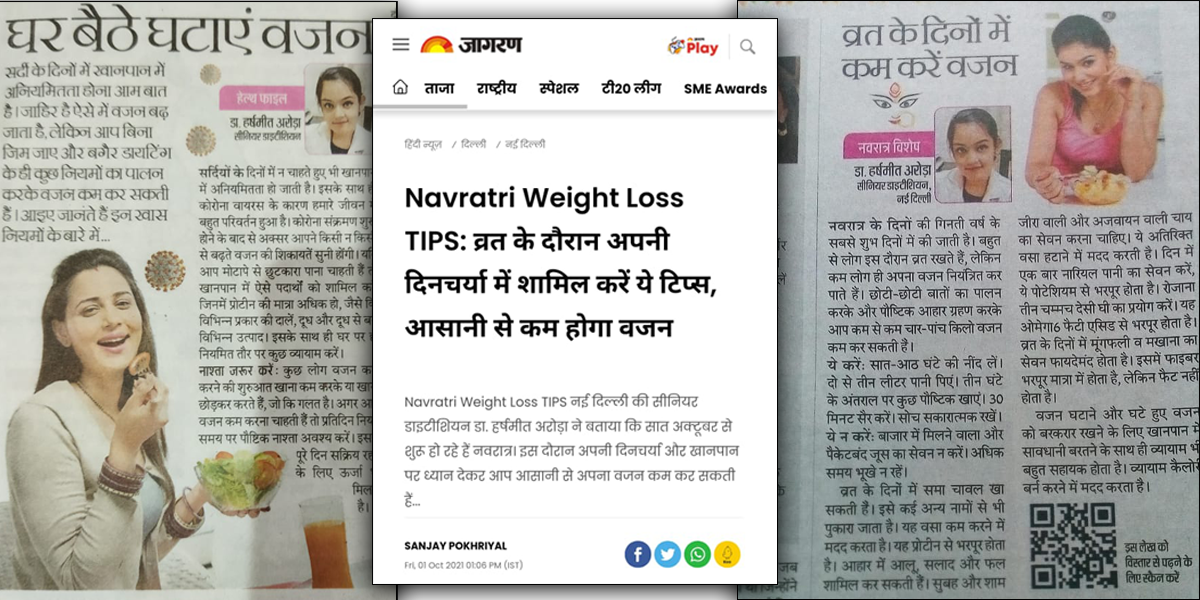 घर बैठे घटाएं वजन
सर्दी के दिनों में खानपान में
अनियमितता होना आम बात
है। जाहिर है ऐसे में वजन बढ़
जाता है, लेकिन आप बिना
जिम जाए और बगैर डायटिंग
के ही कुछ नियमों का पालन
करके वजन कम कर सकती
हैं। आइए जानते हैं इन खास
नियमों के बारे में...
हेल्थ फाइल
डा. हर्षमीत अरोड़ा
सीनियर डाइटीशियन
सर्दियों के दिनों में न चाहते हुए भी खानपा
में अनियमितता हो जाती है। इसके साथ ह
कोरोना वायरस के कारण हमारे जीवन
बहुत परिवर्तन हुआ है। कोरोना संक्रमण शुरू
होने के बाद से अक्सर आपने किसी न किसी
से बढ़ते वजन की शिकायतें सुनी होंगी। यदि
आप मोटापे से छुटकारा पाना चाहती हैं त
खानपान में ऐसे पदार्थों को शामिल क
जिनमें प्रोटीन की मात्रा अधिक हो, जैसे वि
विभिन्न प्रकार की दालें, दूध और दूध से ब
विभिन्न उत्पाद। इसके साथ ही घर पर
नियमित तौर पर कुछ व्यायाम करें।
नाश्ता जरूर करें: कुछ लोग वजन क
करने की शुरुआत खाना कम करके या खा
छोड़कर करते हैं, जो कि गलत है। अगर आ
वजन कम करना चाहती हैं तो प्रतिदिन निय
समय पर पौष्टिक नाश्ता अवश्य करें। इस
पूरे दिन सक्रिय रह
के लिए ऊर्जा
मिल
है।
जागरण
Play
ताजा राष्ट्रीय स्पेशल टी20 लीग SME Awards
हिंदी न्यूज़ / दिल्ली / नई दिल्ली
Navratri Weight Loss
TIPS: व्रत के दौरान अपनी
दिनचर्या में शामिल करें ये टिप्स,
आसानी से कम होगा वजन
Navratri Weight Loss TIPS नई दिल्ली की सीनियर
डाइटीशियन डा. हर्षमीत अरोड़ा ने बताया कि सात अक्टूबर से
शुरू हो रहे हैं नवरात्र। इस दौरान अपनी दिनचर्या और खानपान
पर ध्यान देकर आप आसानी से अपना वजन कम कर सकती
हैं...
SANJAY POKHRIYAL
Fri, 01 Oct 2021 01:06 PM (IST)
व्रत के दिनों में
कम करें वजन
नवरात्र विशेष
डा. हर्षमीत अरोड़ा
सीनियर डाइटीशियन,
नई दिल्ली
नवरात्र के दिनों की गिनती वर्ष के
सबसे शुभ दिनों में की जाती है। बहुत
से लोग इस दौरान व्रत रखते हैं, लेकिन
कम लोग ही अपना वजन नियंत्रित कर
पाते हैं। छोटी-छोटी बातों का पालन
करके और पौष्टिक आहार ग्रहण करके
आप कम से कम चार-पांच किलो वजन
कम कर सकती हैं।
ये करें: सात-आठ घंटे की नींद लें।
दो से तीन लीटर पानी पिएं। तीन घंटे
के अंतराल पर कुछ पौष्टिक खाएं। 30
मिनट सैर करें। सोच सकारात्मक रखें।
ये न करें: बाजार में मिलने वाला और
पैकेटबंद जूस का सेवन न करें। अधिक
समय भूखे न रहें।
व्रत के दिनों में समा चावल खा
सकती हैं। इसे कई अन्य नामों से भी
पुकारा जाता है। यह वसा कम करने में
मदद करता है। यह प्रोटीन से भरपूर होता
है। आहार में आलू, सलाद और फल
शामिल कर सकती हैं। सुबह और शाम
जीरा वाली और अजवायन वाली चाय
का सेवन करना चाहिए। ये अतिरिक्त
वसा हटाने में मदद करती है। दिन में
एक बार नारियल पानी का सेवन करें,
ये पोटेशियम से भरपूर होता है। रोजाना
तीन चम्मच देसी घी का प्रयोग करें। यह
ओमेगा6 फैटी एसिड से भरपूर होता है।
व्रत के दिनों में मूंगफली व मखाना का
सेवन फायदेमंद होता है। इसमें फाइबर
भरपूर मात्रा में होता है, लेकिन फैट नहीं
होता है।
वजन घटाने और घटे हुए वजन
को बरकरार रखने के लिए खानपान में
सावधानी बरतने के साथ ही व्यायाम भी
बहुत सहायक होता है। व्यायाम कैलोरी
बर्न करने में मदद करता है।
इस लेख को
विस्तार से पढ़ने के
लिए स्कैन करें